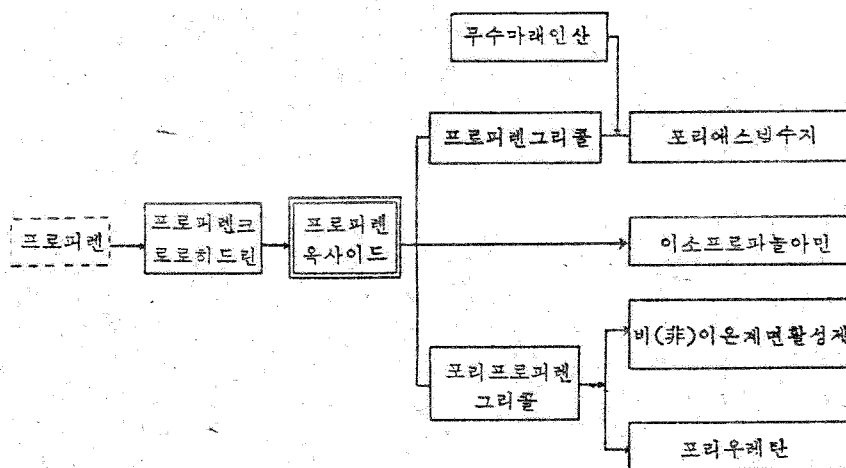 무수마래인산
프로피렌그리콜
포리에스텔수지
프로피렌
프로피렌크
로로히드린
프로피렌
옥사이드
이소프로파놀아민
비(非)이온계면활성제
포리프로피렌
그리콜
프리우레탄